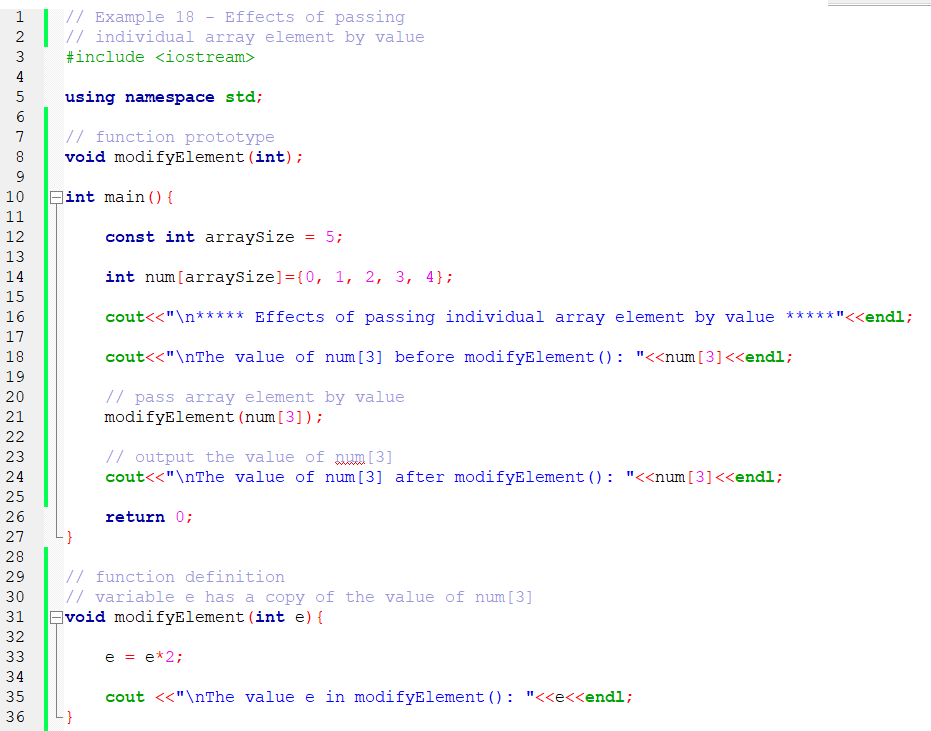 1 // Example 18 - Effects of passing
2 // individual array element by value
3 #include <iostream>
4
5 using namespace std;
6
7 // function prototype
8 void modifyElement(int);
9
10 int main(){
11
12 const int arraySize = 5;
13
14 int num[arraySize]={0, 1, 2, 3, 4};
15
16 cout<<"\n***** Effects of passing individual array element by value *****"<<endl;
17
18 cout<<"\nThe value of num[3] before modifyElement(): "<<num[3]<<endl;
19
20 // pass array element by value
21 modifyElement(num[3]);
22
23 // output the value of num[3]
24 cout<<"\nThe value of num[3] after modifyElement(): "<<num[3]<<endl;
25
26 return 0;
27 }
28
29 // function definition
30 // variable e has a copy of the value of num[3]
31 void modifyElement(int e){
32
33 e = e*2;
34
35 cout <<"\nThe value e in modifyElement(): "<<e<<endl;
36 }